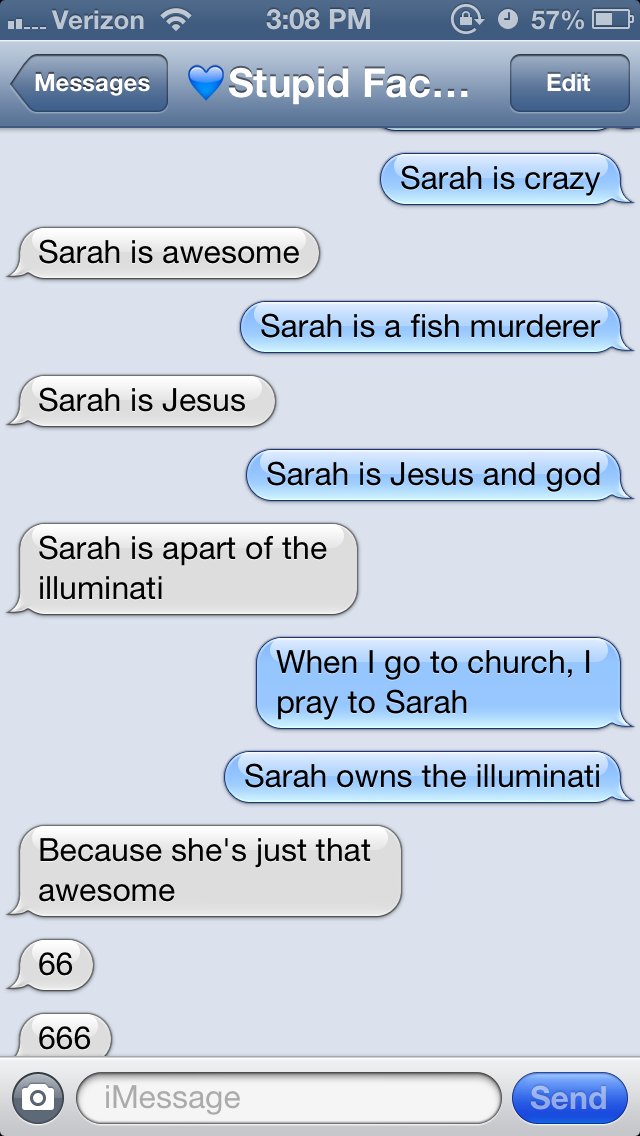 Verizon 3:08 PM 57%
Messages 💙Stupid Fac... Edit
Sarah is crazy
Sarah is awesome
Sarah is a fish murderer
Sarah is Jesus
Sarah is Jesus and god
Sarah is apart of the
illuminati
When I go to church, I
pray to Sarah
Sarah owns the illuminati
Because she's just that
awesome
66
666
iMessage Send